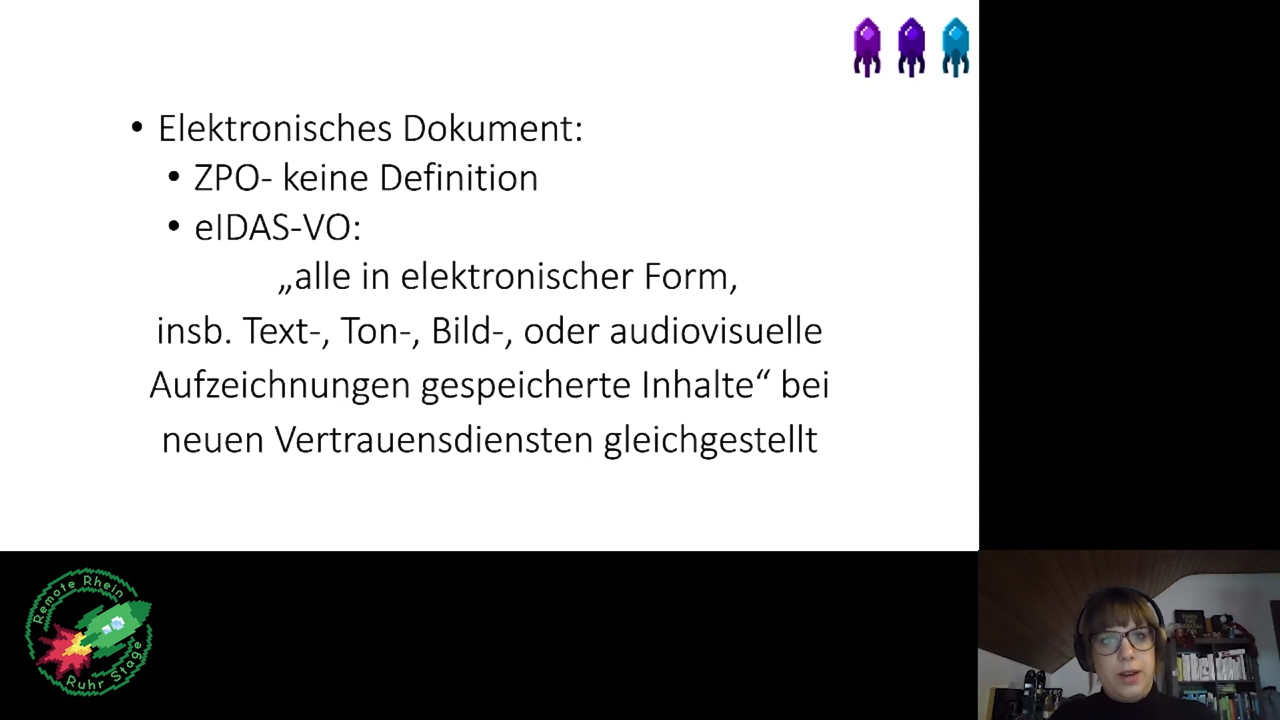 • Elektronisches Dokument:
• ZPO- keine Definition
• eIDAS-VO:
„alle in elektronischer Form,
insb. Text-, Ton-, Bild-, oder audiovisuelle
Aufzeichnungen gespeicherte Inhalte“ bei
neuen Vertrauensdiensten gleichgestellt
Remote Rhein
Ruhr Stage